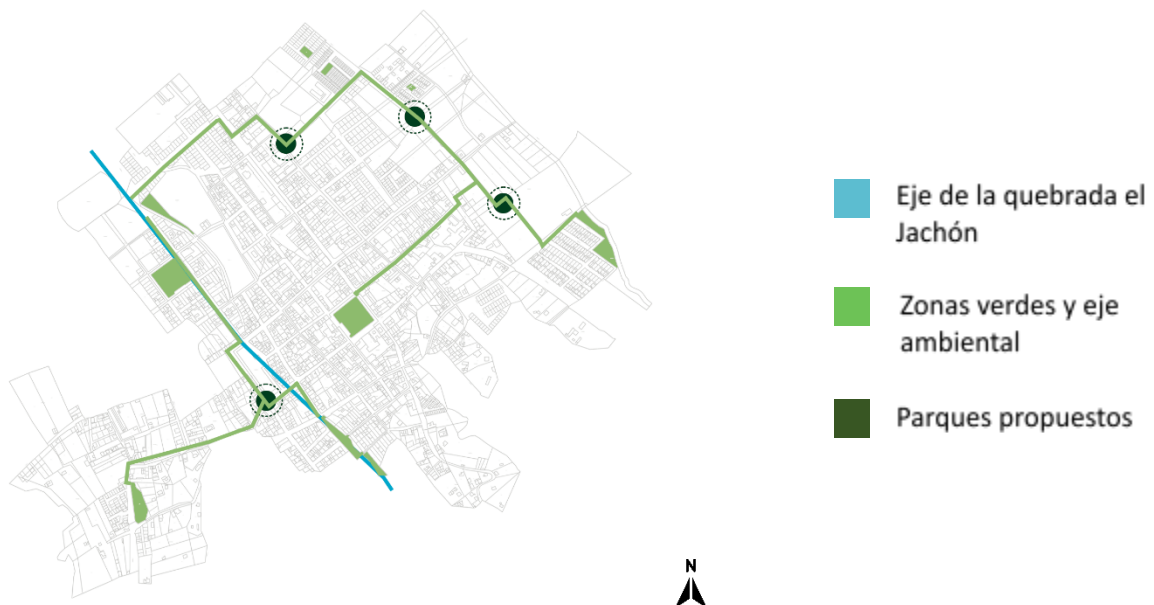 Eje de la quebrada el
Jachón
Zonas verdes y eje
ambiental
Parques propuestos
N